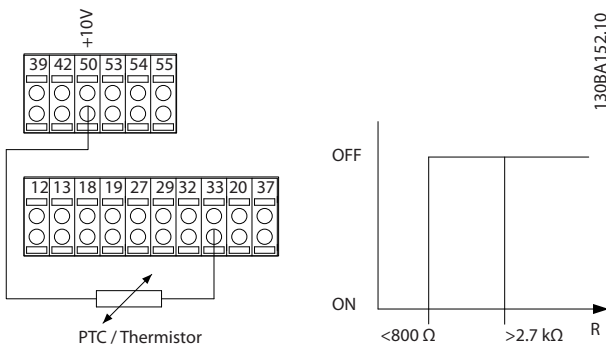 +10V
39 42 50 53 54 55
12 13 18 19 27 29 32 33 20 37
PTC / Thermistor
OFF
ON
<800 Ω >2.7 kΩ R
130BA152.10